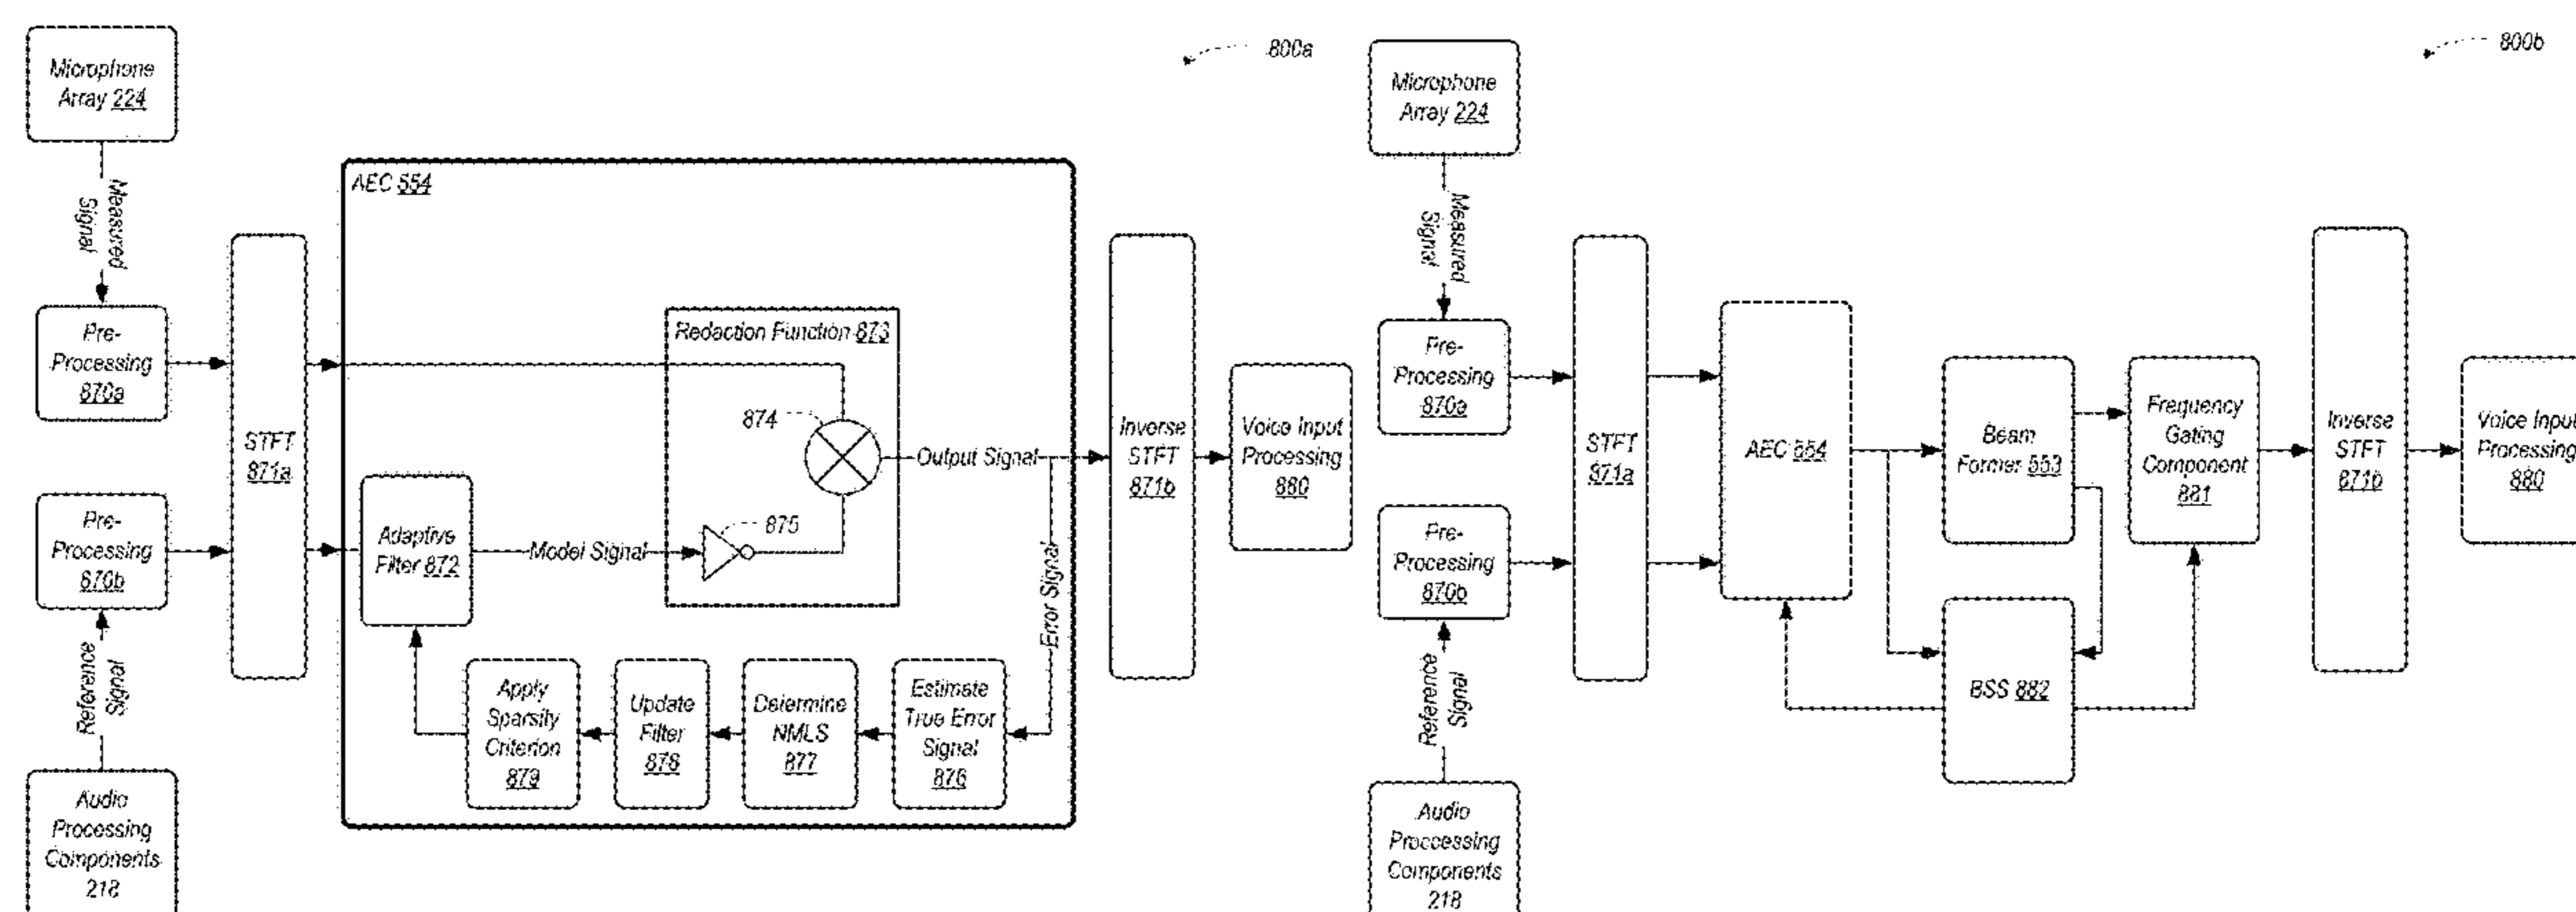 800a
Microphone
Array 224
Measured
Signal
Pre-
Processing
870a
Pre-
Processing
870b
Reference
Signal
Audio
Processing
Components
218
STFT
871a
AEC 554
Redaction Function 873
874
875
Adaptive
Filter 872
Model Signal
Output Signal
Error Signal
Apply
Sparsity
Criterion
879
Update
Filter
878
Determine
NMLS
877
Estimate
True Error
Signal
876
Inverse
STFT
871b
Voice Input
Processing
880
800b
Microphone
Array 224
Measured
Signal
Pre-
Processing
870a
Pre-
Processing
870b
Reference
Signal
Audio
Proccessing
Components
218
STFT
871a
AEC 554
Beam
Former 553
BSS 882
Frequency
Gating
Component
881
Inverse
STFT
871b
Voice Input
Processing
880